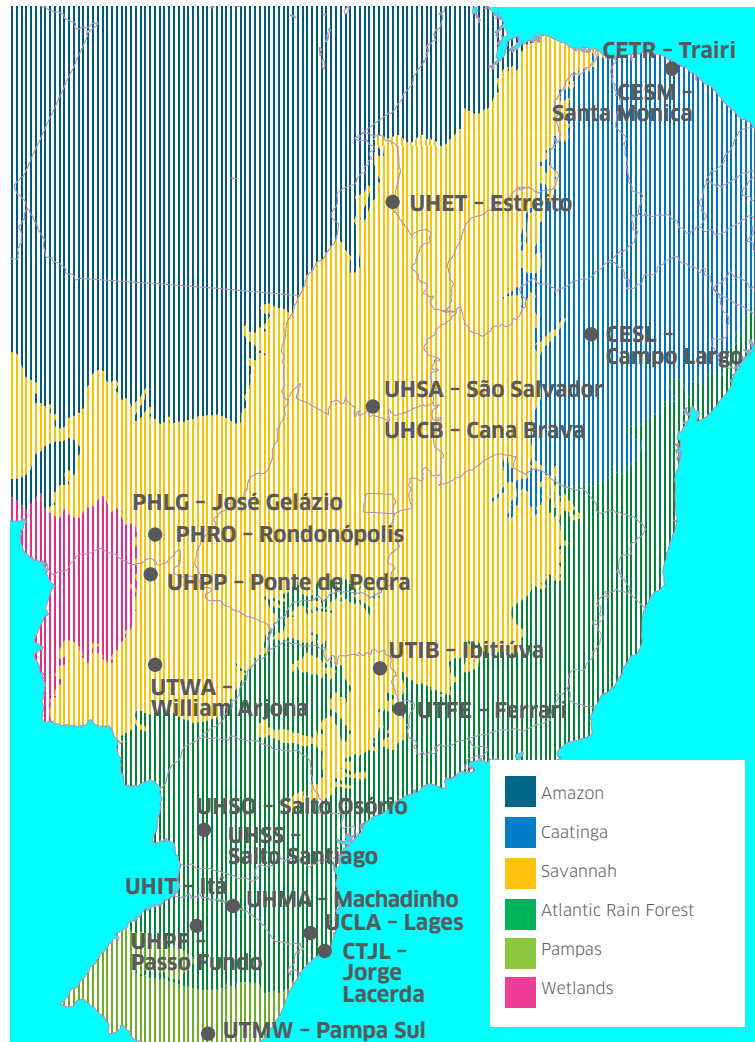 CETR – Trairi
CESM –
Santa Monica
UHET – Estreito
CESL –
Campo Largo
UHSA – São Salvador
UHCB – Cana Brava
PHLG – José Gelázio
PHRO – Rondonópolis
UHPP – Ponte de Pedra
UTIB – Ibitiúva
UTWA –
William Arjona
UTFE – Ferrari
UHSO – Salto Osório
UHSS –
Salto Santiago
UHIT – Itá
UHMA – Machadinho
UCLA – Lages
UHPF –
Passo Fundo
CTJL –
Jorge
Lacerda
UTMW – Pampa Sul
Amazon
Caatinga
Savannah
Atlantic Rain Forest
Pampas
Wetlands